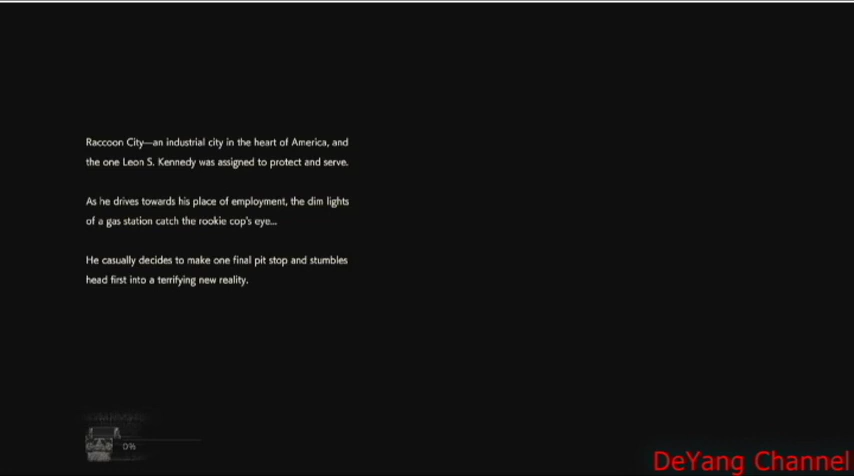 Raccoon City—an industrial city in the heart of America, and
the one Leon S. Kennedy was assigned to protect and serve.
As he drives towards his place of employment, the dim lights
of a gas station catch the rookie cop's eye...
He casually decides to make one final pit stop and stumbles
head first into a terrifying new reality.
0%
DeYang Channel